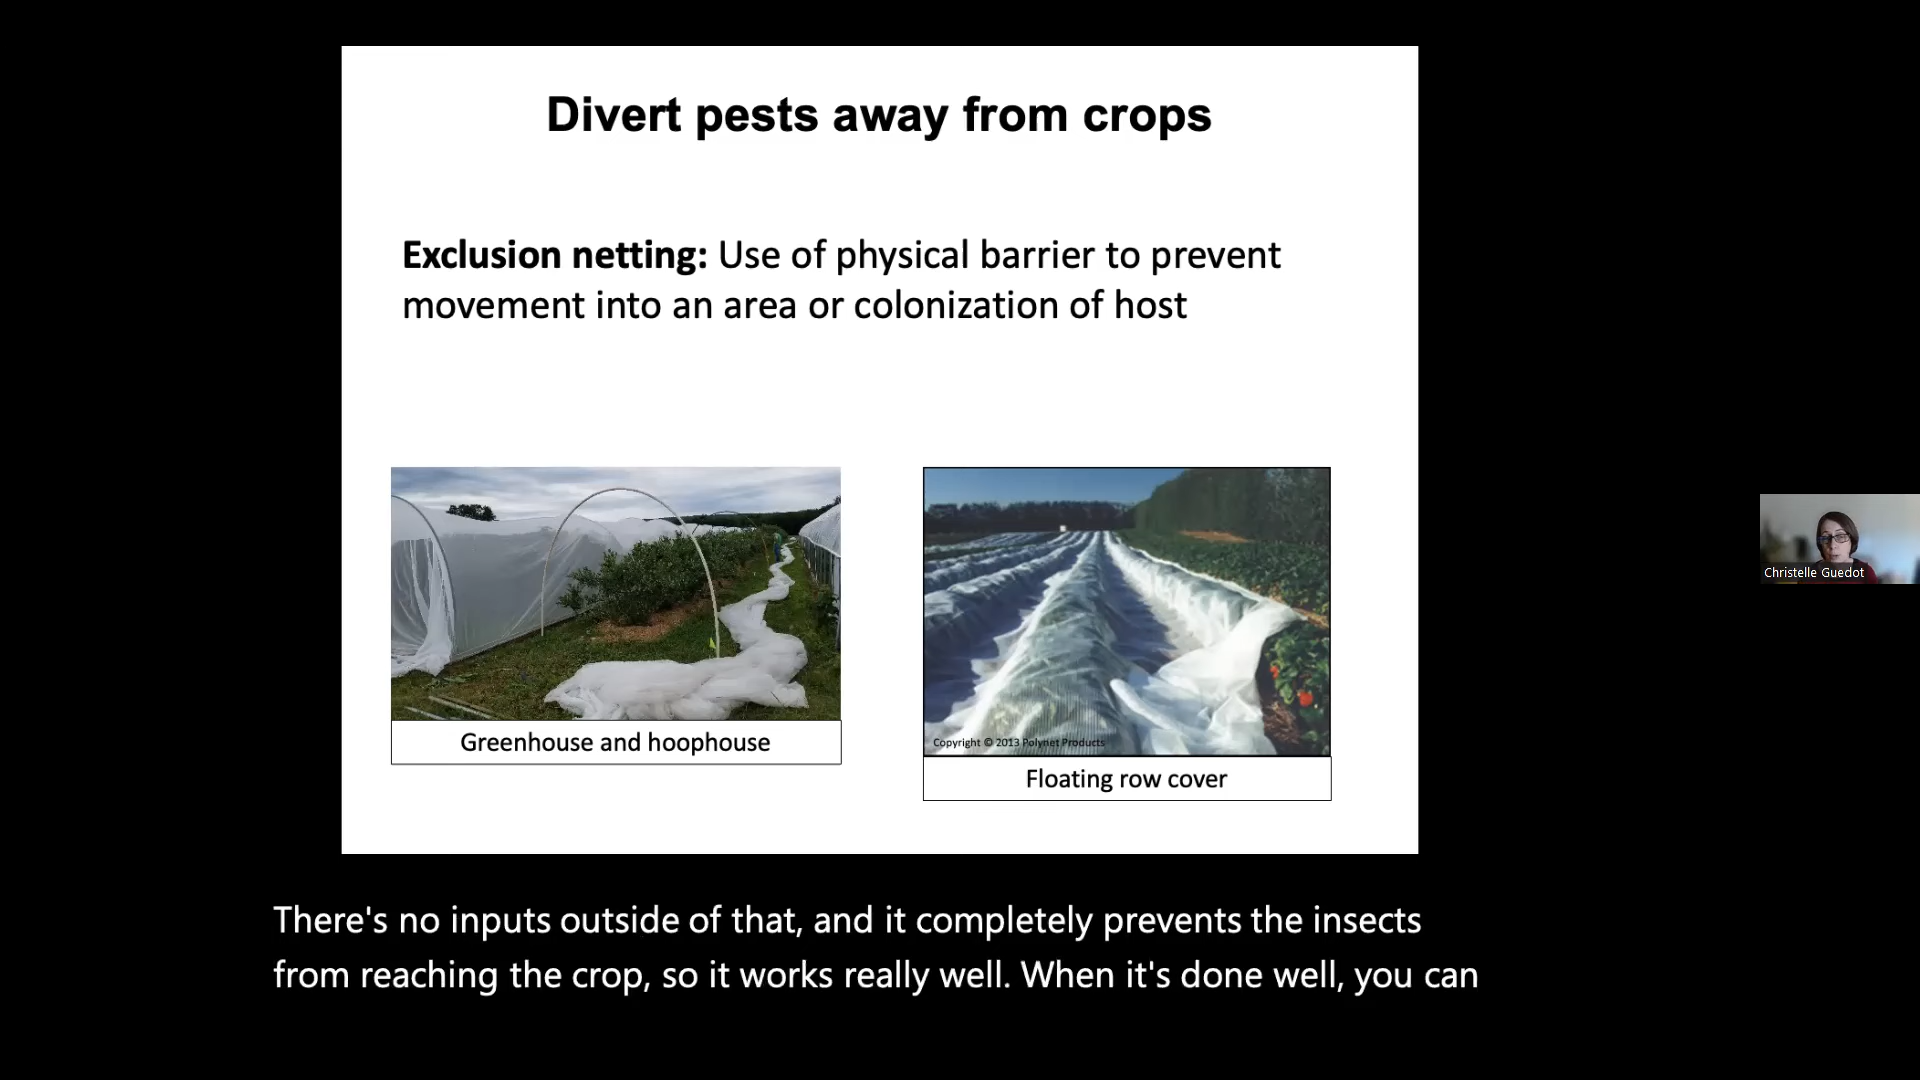 Divert pests away from crops
Exclusion netting: Use of physical barrier to prevent
movement into an area or colonization of host
Greenhouse and hoophouse
Copyright © 2013 Polynet Products
Floating row cover
Christelle Guedot
There's no inputs outside of that, and it completely prevents the insects
from reaching the crop, so it works really well. When it's done well, you can